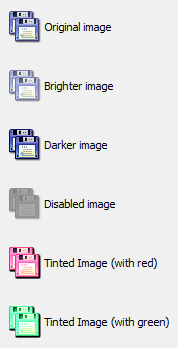 Original image
Brighter image
Darker image
Disabled image
Tinted Image (with red)
Tinted Image (with green)